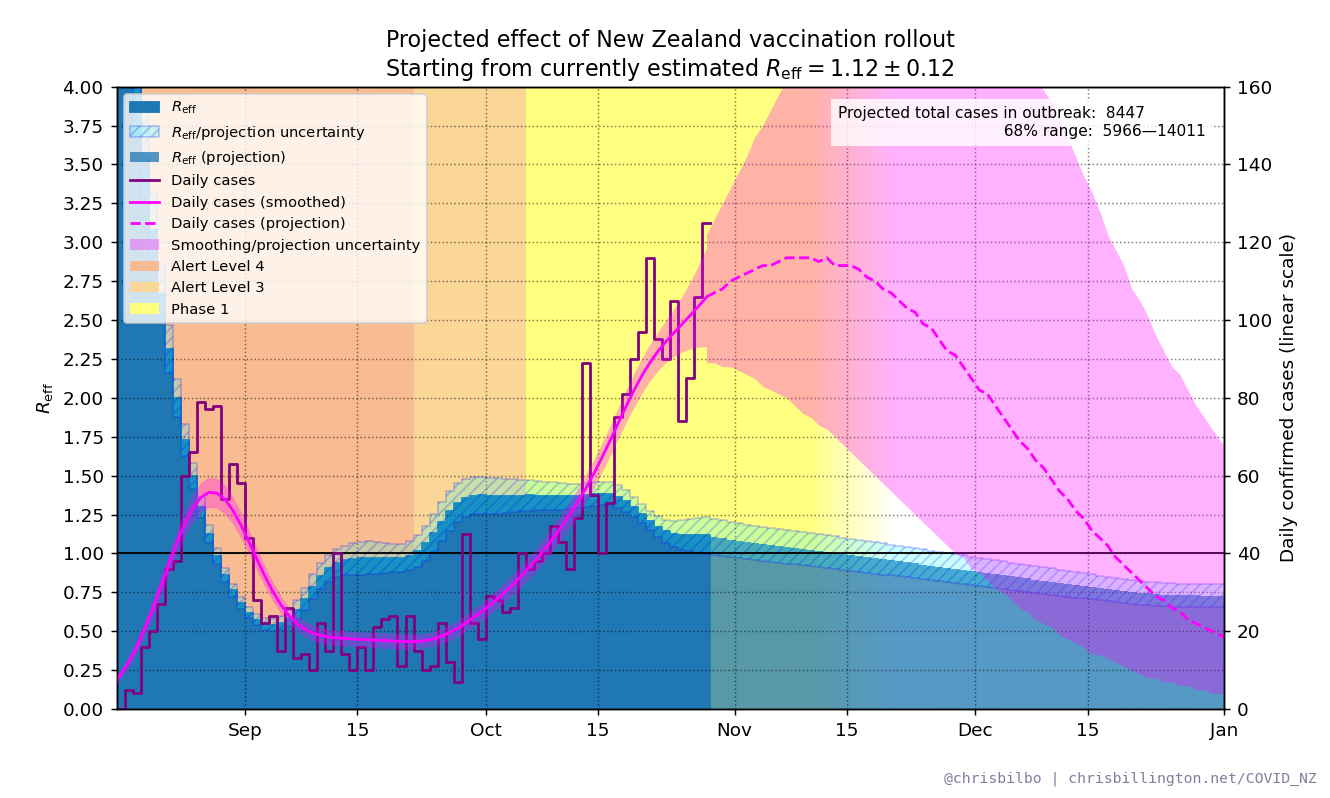 Projected effect of New Zealand vaccination rollout
Starting from currently estimated Reff = 1.12 ± 0.12
Projected total cases in outbreak: 8447
68% range: 5966—14011
Reff
Reff/projection uncertainty
Reff (projection)
Daily cases
Daily cases (smoothed)
Daily cases (projection)
Smoothing/projection uncertainty
Alert Level 4
Alert Level 3
Phase 1
4.00
3.75
3.50
3.25
3.00
2.75
2.50
2.25
2.00
1.75
1.50
1.25
1.00
0.75
0.50
0.25
0.00
Reff
160
140
120
100
80
60
40
20
0
Daily confirmed cases (linear scale)
Sep 15 Oct 15 Nov 15 Dec 15 Jan
@chrisbilbo | chrisbillington.net/COVID_NZ